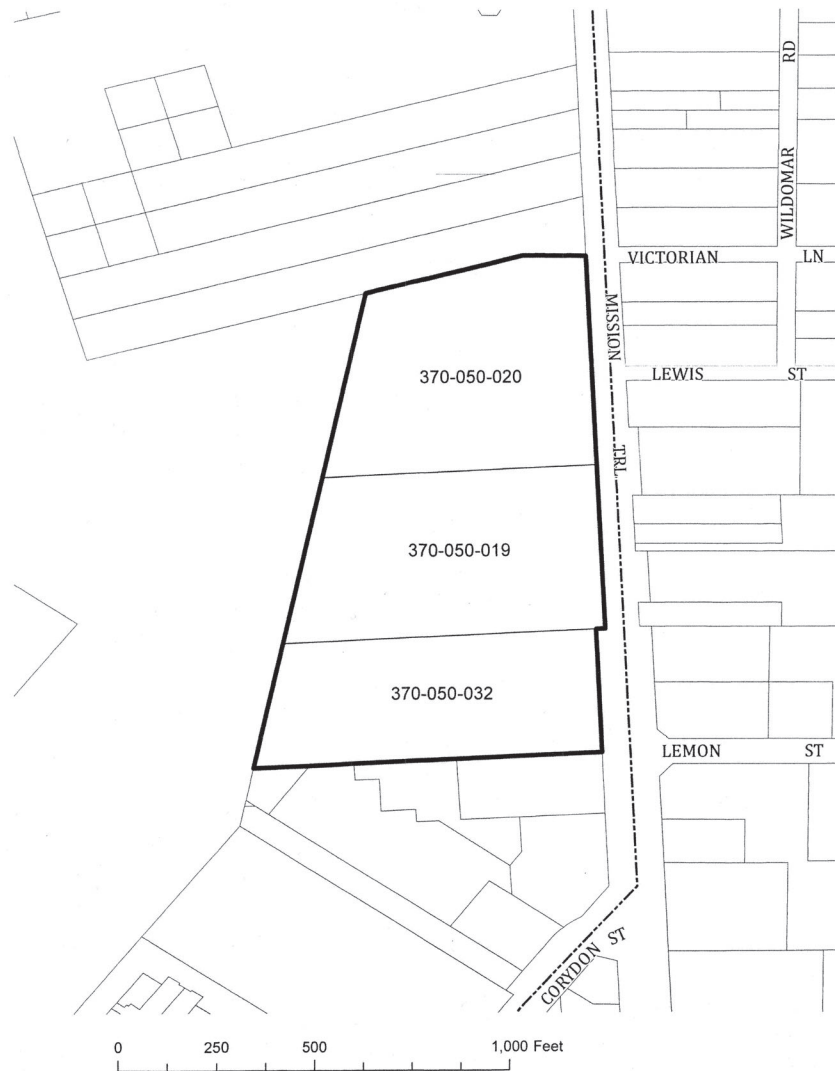 RD
WILDOMAR
VICTORIAN LN
MISSION TRL
370-050-020
LEWIS ST
370-050-019
370-050-032
LEMON ST
CORYDON ST
0 250 500 1,000 Feet